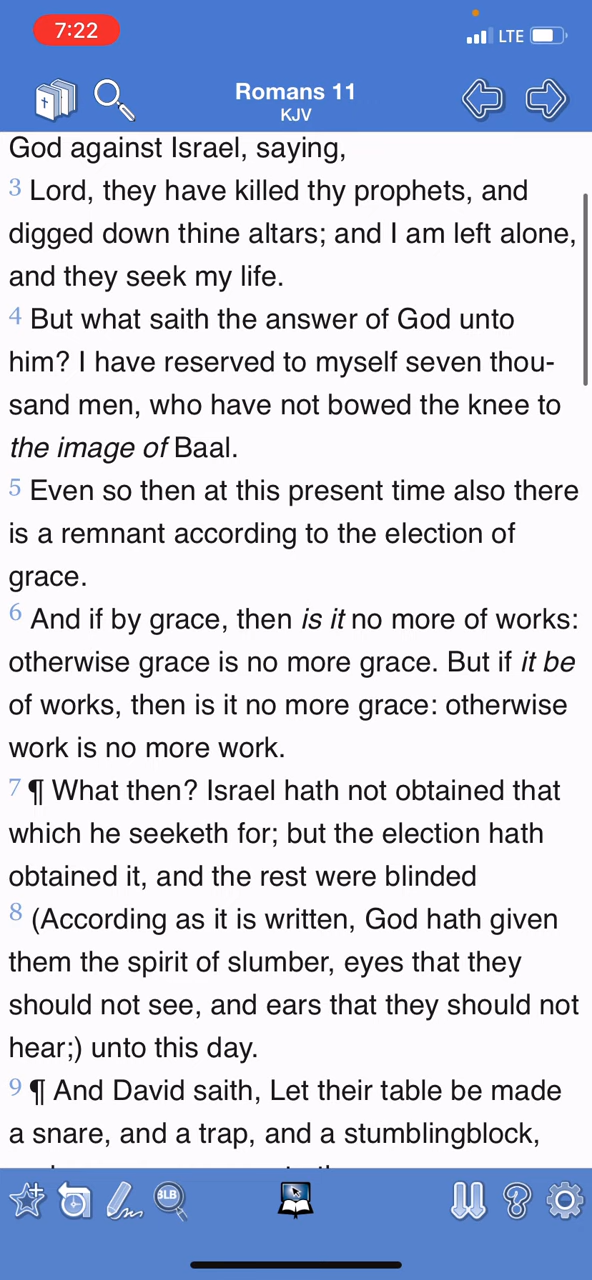 7:22
LTE
Romans 11
KJV
God against Israel, saying,
3 Lord, they have killed thy prophets, and
digged down thine altars; and I am left alone,
and they seek my life.
4 But what saith the answer of God unto
him? I have reserved to myself seven thou-
sand men, who have not bowed the knee to
the image of Baal.
5 Even so then at this present time also there
is a remnant according to the election of
grace.
6 And if by grace, then is it no more of works:
otherwise grace is no more grace. But if it be
of works, then is it no more grace: otherwise
work is no more work.
7 ¶ What then? Israel hath not obtained that
which he seeketh for; but the election hath
obtained it, and the rest were blinded
8 (According as it is written, God hath given
them the spirit of slumber, eyes that they
should not see, and ears that they should not
hear;) unto this day.
9 ¶ And David saith, Let their table be made
a snare, and a trap, and a stumblingblock,
BLB